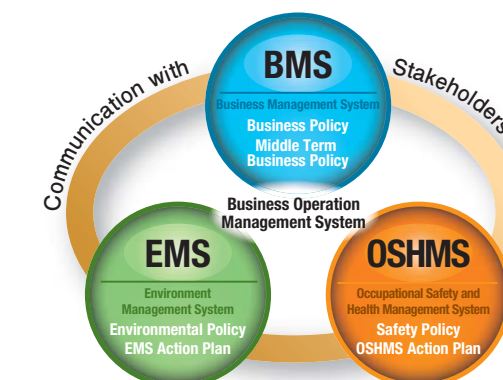 Communication with
Stakeholders
BMS
Business Management System
Business Policy
Middle Term
Business Policy
Business Operation
Management System
EMS
Environment
Management System
Environmental Policy
EMS Action Plan
OSHMS
Occupational Safety and
Health Management System
Safety Policy
OSHMS Action Plan